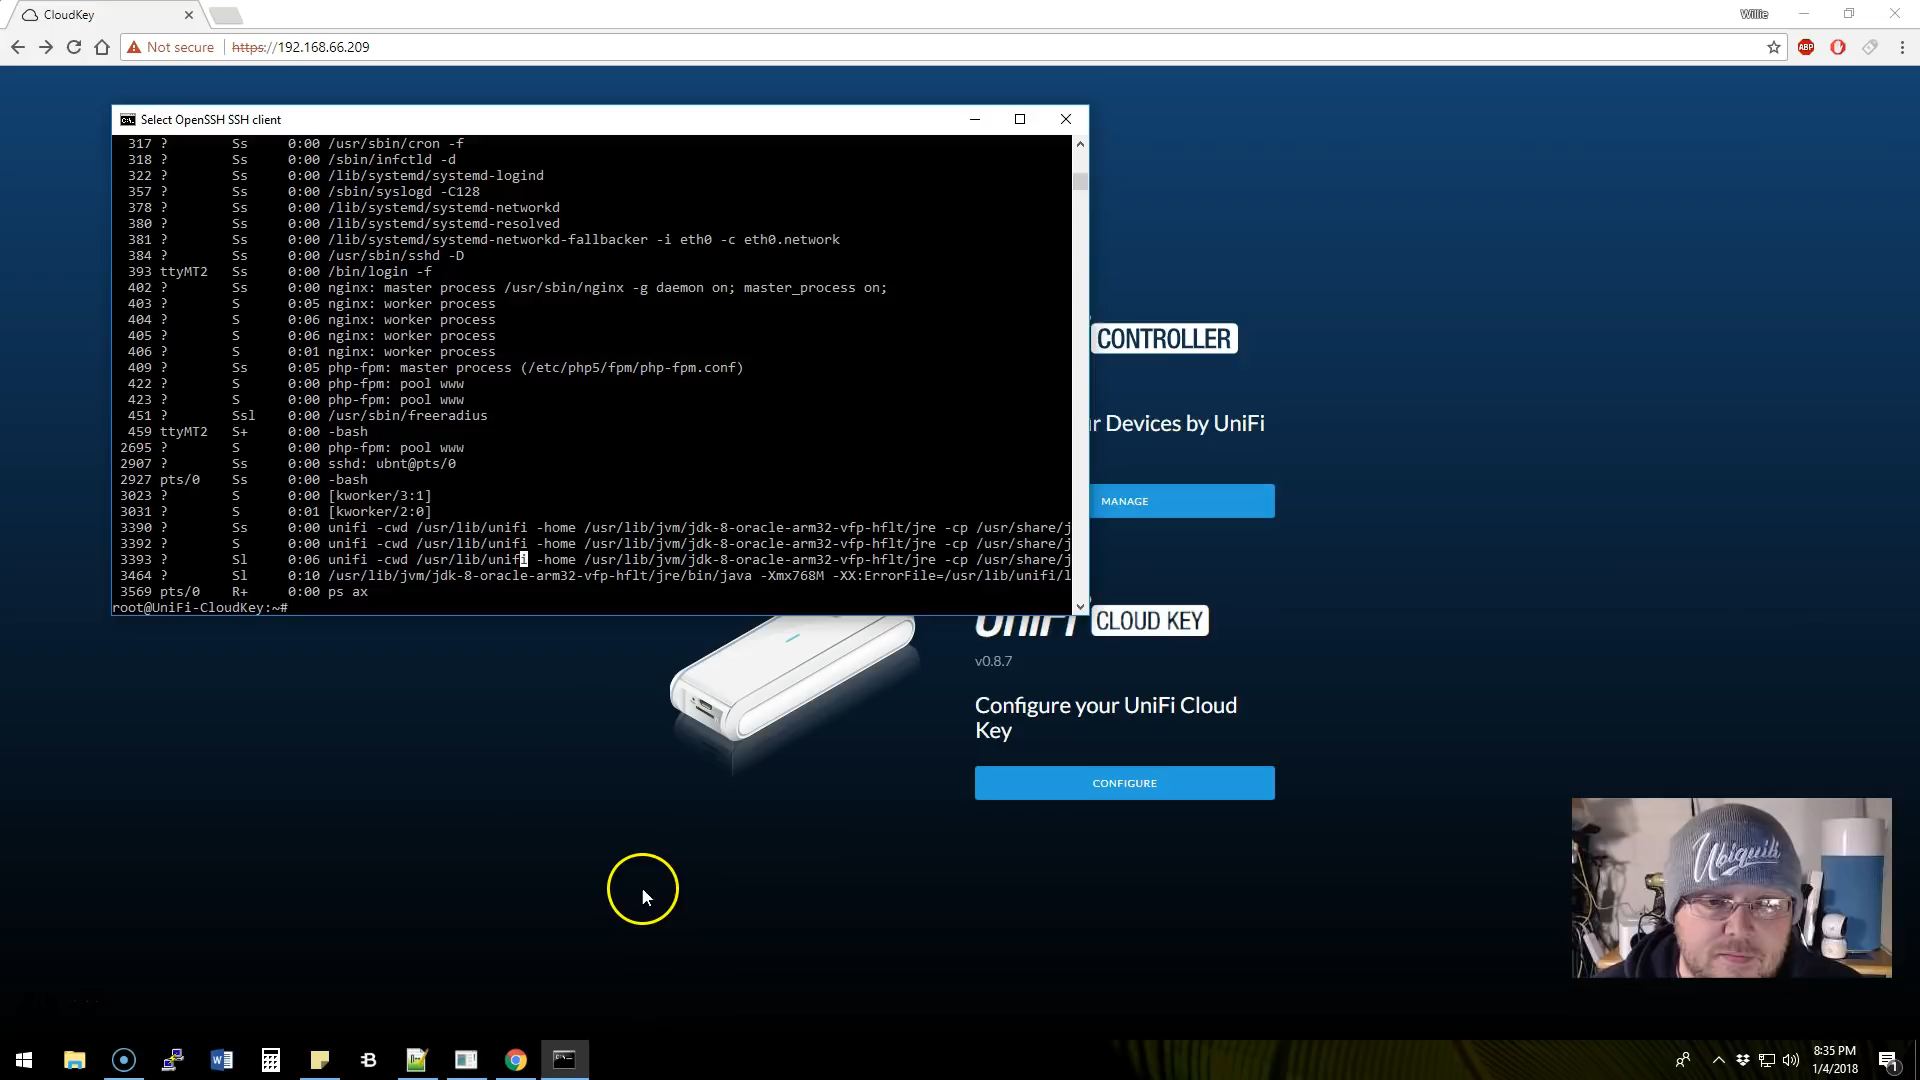 CloudKey
Willie
Not secure
https://192.168.66.209
ABP
Select OpenSSH SSH client
317 ? Ss 0:00 /usr/sbin/cron -f
318 ? Ss 0:00 /sbin/infctld -d
322 ? Ss 0:00 /lib/systemd/systemd-logind
357 ? Ss 0:00 /sbin/syslogd -C128
378 ? Ss 0:00 /lib/systemd/systemd-networkd
380 ? Ss 0:00 /lib/systemd/systemd-resolved
381 ? Ss 0:00 /lib/systemd/systemd-networkd-fallbacker -i eth0 -c eth0.network
384 ? Ss 0:00 /usr/sbin/sshd -D
393 ttyMT2 Ss 0:00 /bin/login -f
402 ? Ss 0:00 nginx: master process /usr/sbin/nginx -g daemon on; master_process on;
403 ? S 0:05 nginx: worker process
404 ? S 0:06 nginx: worker process
405 ? S 0:06 nginx: worker process
406 ? S 0:01 nginx: worker process
409 ? Ss 0:05 php-fpm: master process (/etc/php5/fpm/php-fpm.conf)
422 ? S 0:00 php-fpm: pool www
423 ? S 0:00 php-fpm: pool www
451 ? Ssl 0:00 /usr/sbin/freeradius
459 ttyMT2 S+ 0:00 -bash
2695 ? S 0:00 php-fpm: pool www
2907 ? Ss 0:00 sshd: ubnt@pts/0
2927 pts/0 Ss 0:00 -bash
3023 ? S 0:00 [kworker/3:1]
3031 ? S 0:01 [kworker/2:0]
3390 ? Ss 0:00 unifi -cwd /usr/lib/unifi -home /usr/lib/jvm/jdk-8-oracle-arm32-vfp-hflt/jre -cp /usr/share/j
3392 ? S 0:00 unifi -cwd /usr/lib/unifi -home /usr/lib/jvm/jdk-8-oracle-arm32-vfp-hflt/jre -cp /usr/share/j
3393 ? Sl 0:06 unifi -cwd /usr/lib/unifi -home /usr/lib/jvm/jdk-8-oracle-arm32-vfp-hflt/jre -cp /usr/share/j
3464 ? Sl 0:10 /usr/lib/jvm/jdk-8-oracle-arm32-vfp-hflt/jre/bin/java -Xmx768M -XX:ErrorFile=/usr/lib/unifi/l
3569 pts/0 R+ 0:00 ps ax
root@UniFi-CloudKey:~#
CONTROLLER
r Devices by UniFi
MANAGE
UniFi CLOUD KEY
v0.8.7
Configure your UniFi Cloud
Key
CONFIGURE
Ubiquiti
8:35 PM
1/4/2018
1